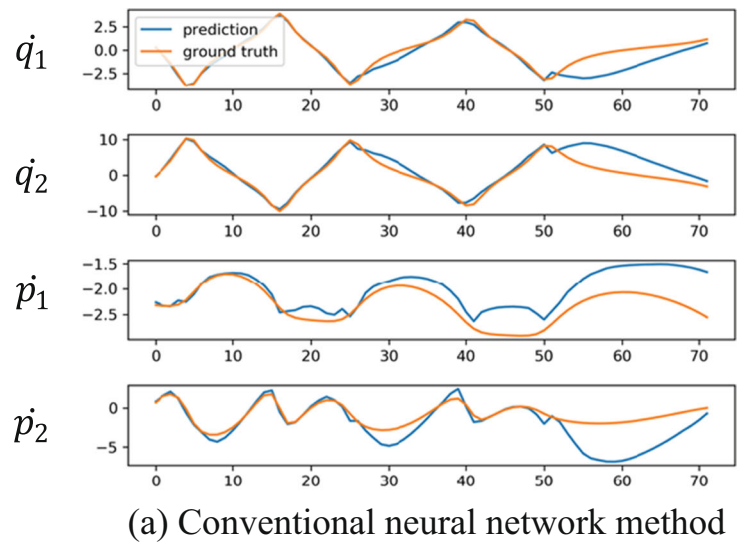 q̇₁
2.5
0.0
−2.5
prediction
ground truth
0 10 20 30 40 50 60 70
q̇₂
10
0
−10
0 10 20 30 40 50 60 70
ṗ₁
−1.5
−2.0
−2.5
0 10 20 30 40 50 60 70
ṗ₂
0
−5
0 10 20 30 40 50 60 70
(a) Conventional neural network method